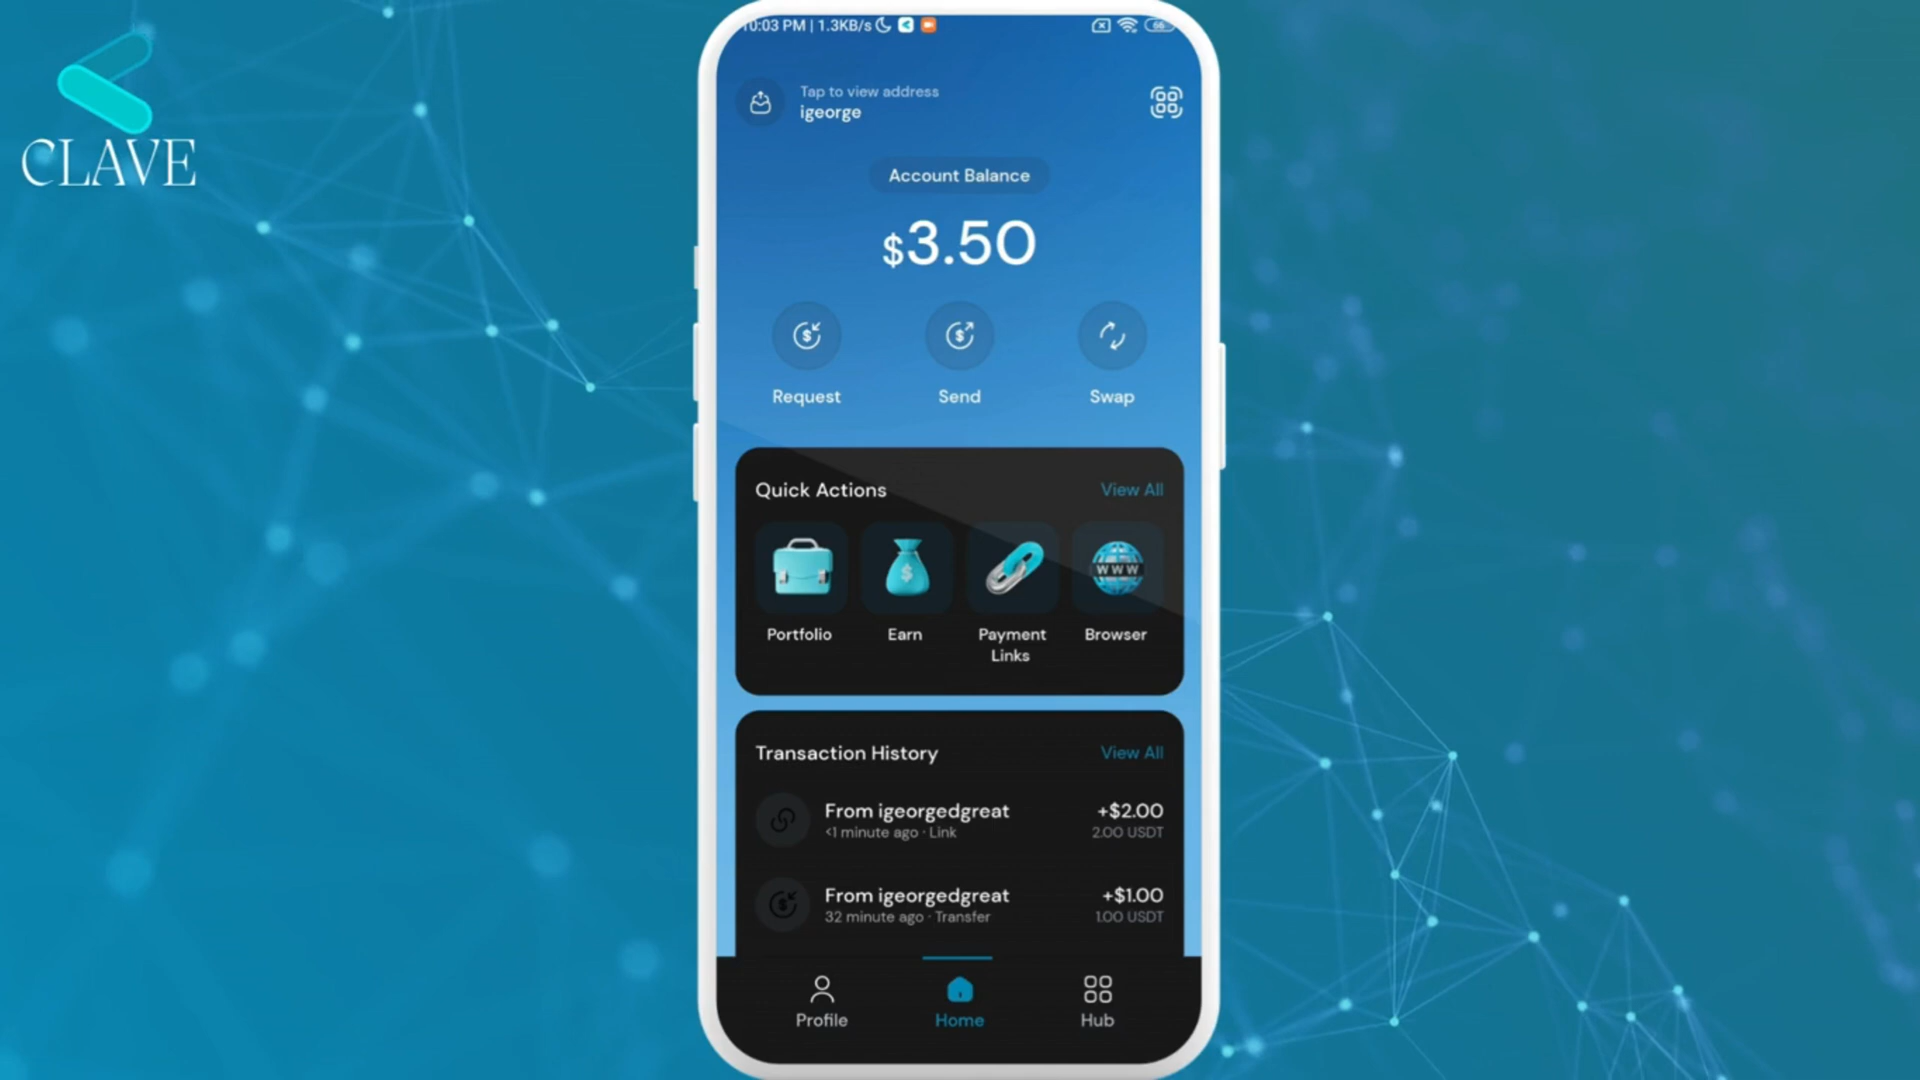 CLAVE
10:03 PM | 1.3KB/s
66
Tap to view address
igeorge
Account Balance
$3.50
Request
Send
Swap
Quick Actions
View All
WWW
Portfolio
Earn
Payment
Links
Browser
Transaction History
View All
From igeorgedgreat
+$2.00
<1 minute ago · Link
2.00 USDT
From igeorgedgreat
+$1.00
32 minute ago · Transfer
1.00 USDT
Profile
Home
Hub